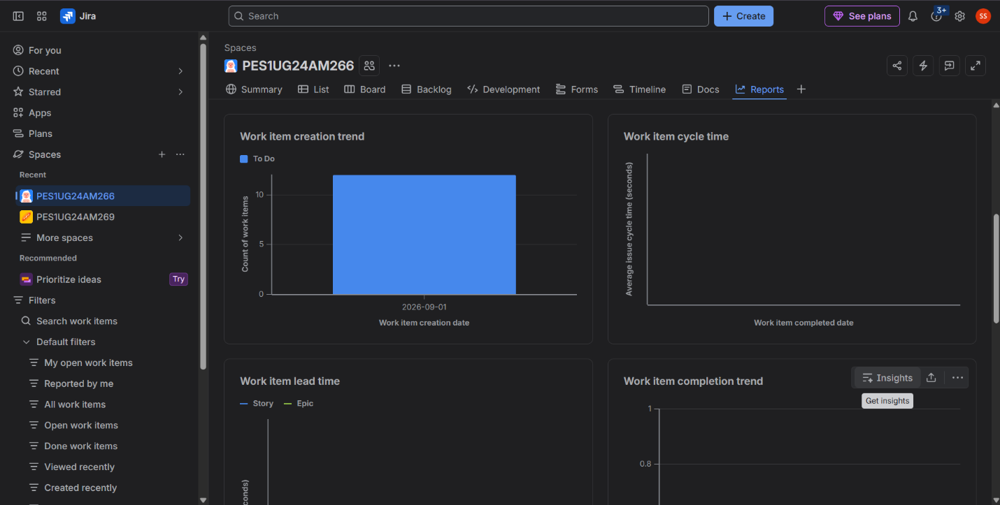 Jira
Search
Create
See plans
3+
SS
For you
Recent
Starred
Apps
Plans
Spaces
Recent
PES1UG24AM266
PES1UG24AM269
More spaces
Recommended
Prioritize ideas
Try
Filters
Search work items
Default filters
My open work items
Reported by me
All work items
Open work items
Done work items
Viewed recently
Created recently
Spaces
PES1UG24AM266
Summary
List
Board
Backlog
Development
Forms
Timeline
Docs
Reports
Work item creation trend
To Do
Count of work items
10
5
0
2026-09-01
Work item creation date
Work item cycle time
Average issue cycle time (seconds)
Work item completed date
Work item lead time
Story
Epic
conds)
Work item completion trend
Insights
Get insights
1
0.8